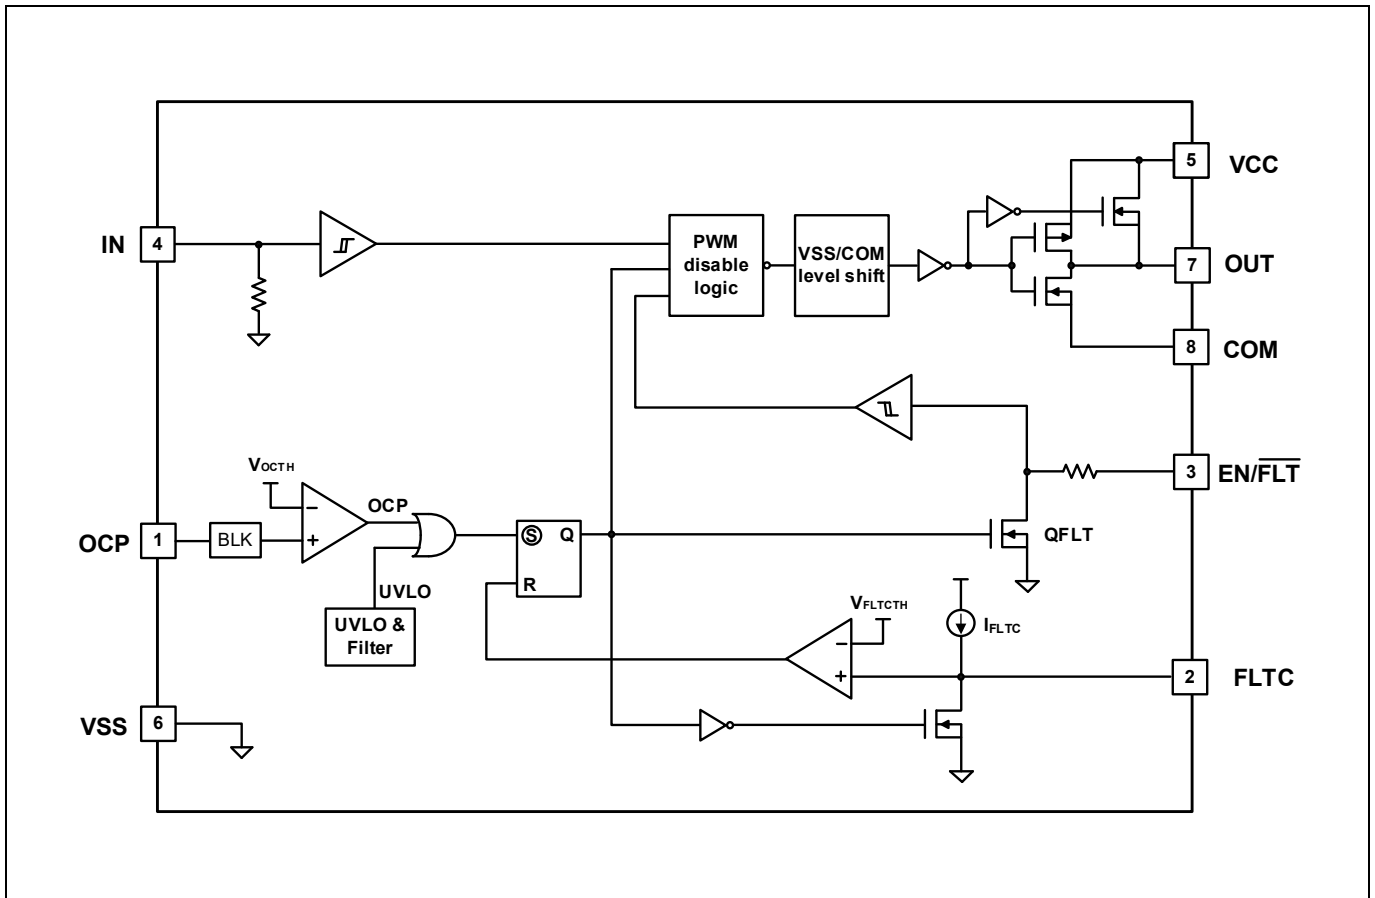 5
VCC
IN
4
PWM
disable
logic
VSS/COM
level shift
7
OUT
8
COM
VOCTH
3
EN/FLT
OCP
OCP
1
BLK
−
+
S
Q
R
QFLT
UVLO
UVLO &
Filter
VFLTCTH
−
+
IFLTC
2
FLTC
VSS
6